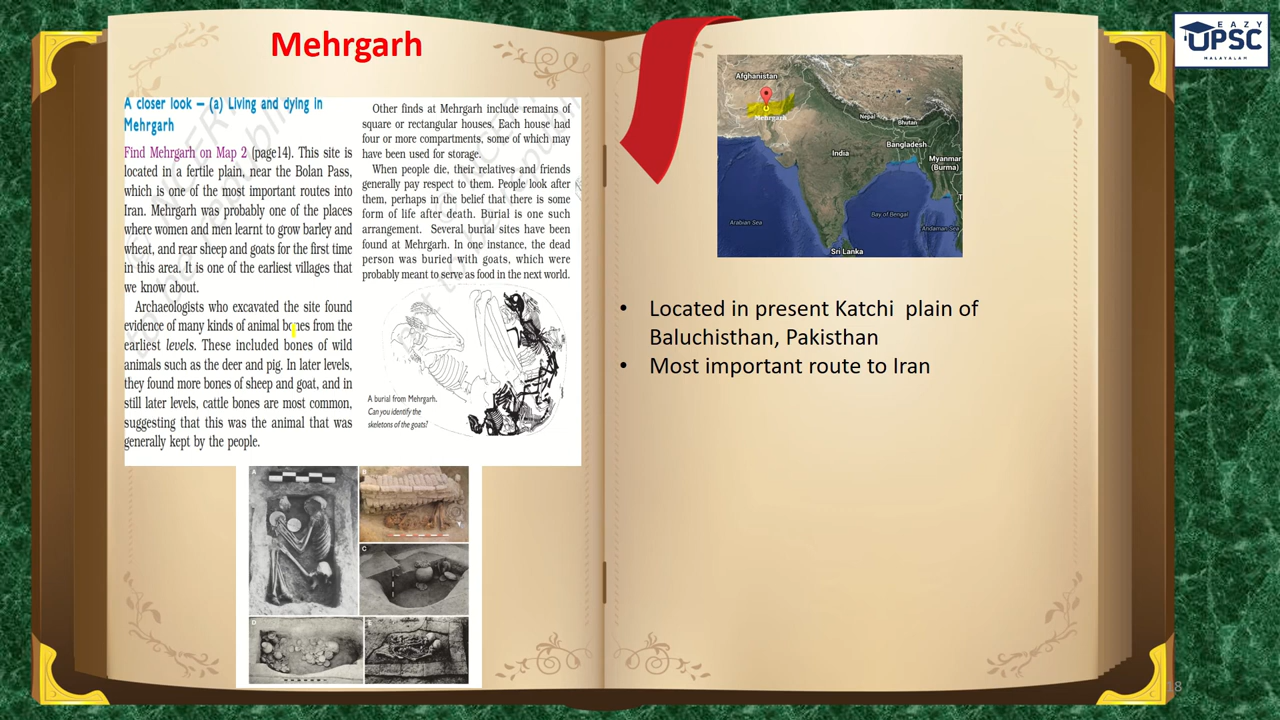 Mehrgarh
EAZY
UPSC
MALAYALAM
A closer look – (a) Living and dying in
Mehrgarh
Find Mehrgarh on Map 2 (page14). This site is
located in a fertile plain, near the Bolan Pass,
which is one of the most important routes into
Iran. Mehrgarh was probably one of the places
where women and men learnt to grow barley and
wheat, and rear sheep and goats for the first time
in this area. It is one of the earliest villages that
we know about.
Archaeologists who excavated the site found
evidence of many kinds of animal bones from the
earliest levels. These included bones of wild
animals such as the deer and pig. In later levels,
they found more bones of sheep and goat, and in
still later levels, cattle bones are most common,
suggesting that this was the animal that was
generally kept by the people.
Other finds at Mehrgarh include remains of
square or rectangular houses. Each house had
four or more compartments, some of which may
have been used for storage.
When people die, their relatives and friends
generally pay respect to them. People look after
them, perhaps in the belief that there is some
form of life after death. Burial is one such
arrangement. Several burial sites have been
found at Mehrgarh. In one instance, the dead
person was buried with goats, which were
probably meant to serve as food in the next world.
A burial from Mehrgarh.
Can you identify the
skeletons of the goats?
A
B
C
D
E
Afghanistan
Mehrgarh
Nepal
Bhutan
India
Bangladesh
Myanmar
(Burma)
Arabian Sea
Bay of Bengal
Andaman Sea
Sri Lanka
• Located in present Katchi plain of
Baluchisthan, Pakisthan
• Most important route to Iran
18